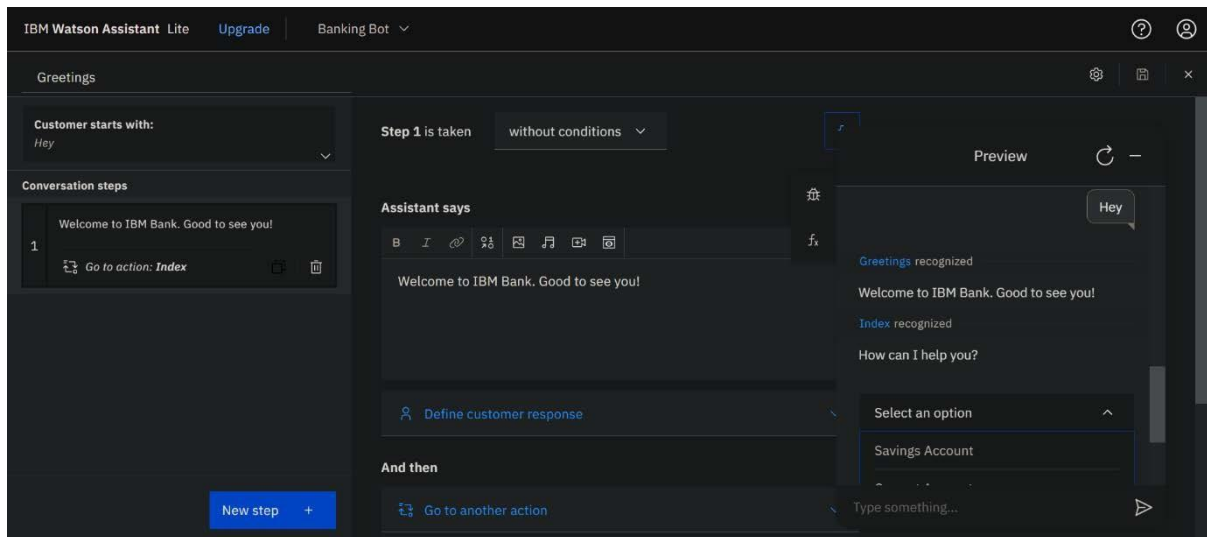 IBM Watson Assistant Lite Upgrade Banking Bot
Greetings
Customer starts with:
Hey
Conversation steps
1
Welcome to IBM Bank. Good to see you!
Go to action: Index
New step +
Step 1 is taken without conditions
Assistant says
B I
Welcome to IBM Bank. Good to see you!
Define customer response
And then
Go to another action
fx
Preview
Hey
Greetings recognized
Welcome to IBM Bank. Good to see you!
Index recognized
How can I help you?
Select an option
Savings Account
Type something...